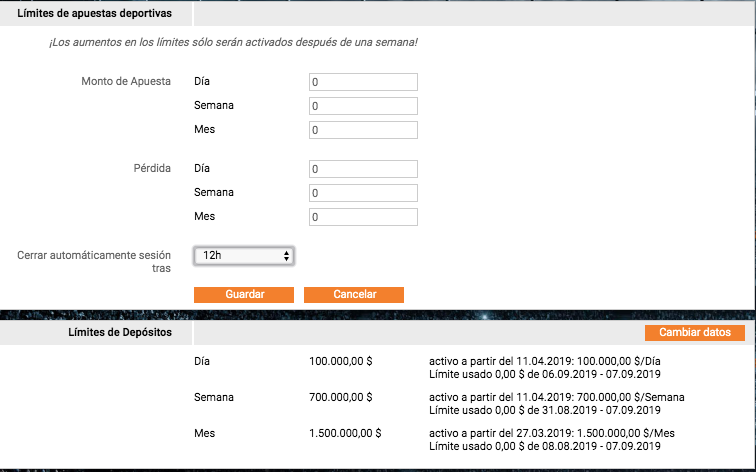 Límites de apuestas deportivas
¡Los aumentos en los límites sólo serán activados después de una semana!
Monto de Apuesta Día 0
Semana 0
Mes 0
Pérdida Día 0
Semana 0
Mes 0
Cerrar automáticamente sesión tras 12h
Guardar Cancelar
Límites de Depósitos Cambiar datos
Día 100.000,00 $ activo a partir del 11.04.2019: 100.000,00 $/Día
Límite usado 0,00 $ de 06.09.2019 - 07.09.2019
Semana 700.000,00 $ activo a partir del 11.04.2019: 700.000,00 $/Semana
Límite usado 0,00 $ de 31.08.2019 - 07.09.2019
Mes 1.500.000,00 $ activo a partir del 27.03.2019: 1.500.000,00 $/Mes
Límite usado 0,00 $ de 08.08.2019 - 07.09.2019